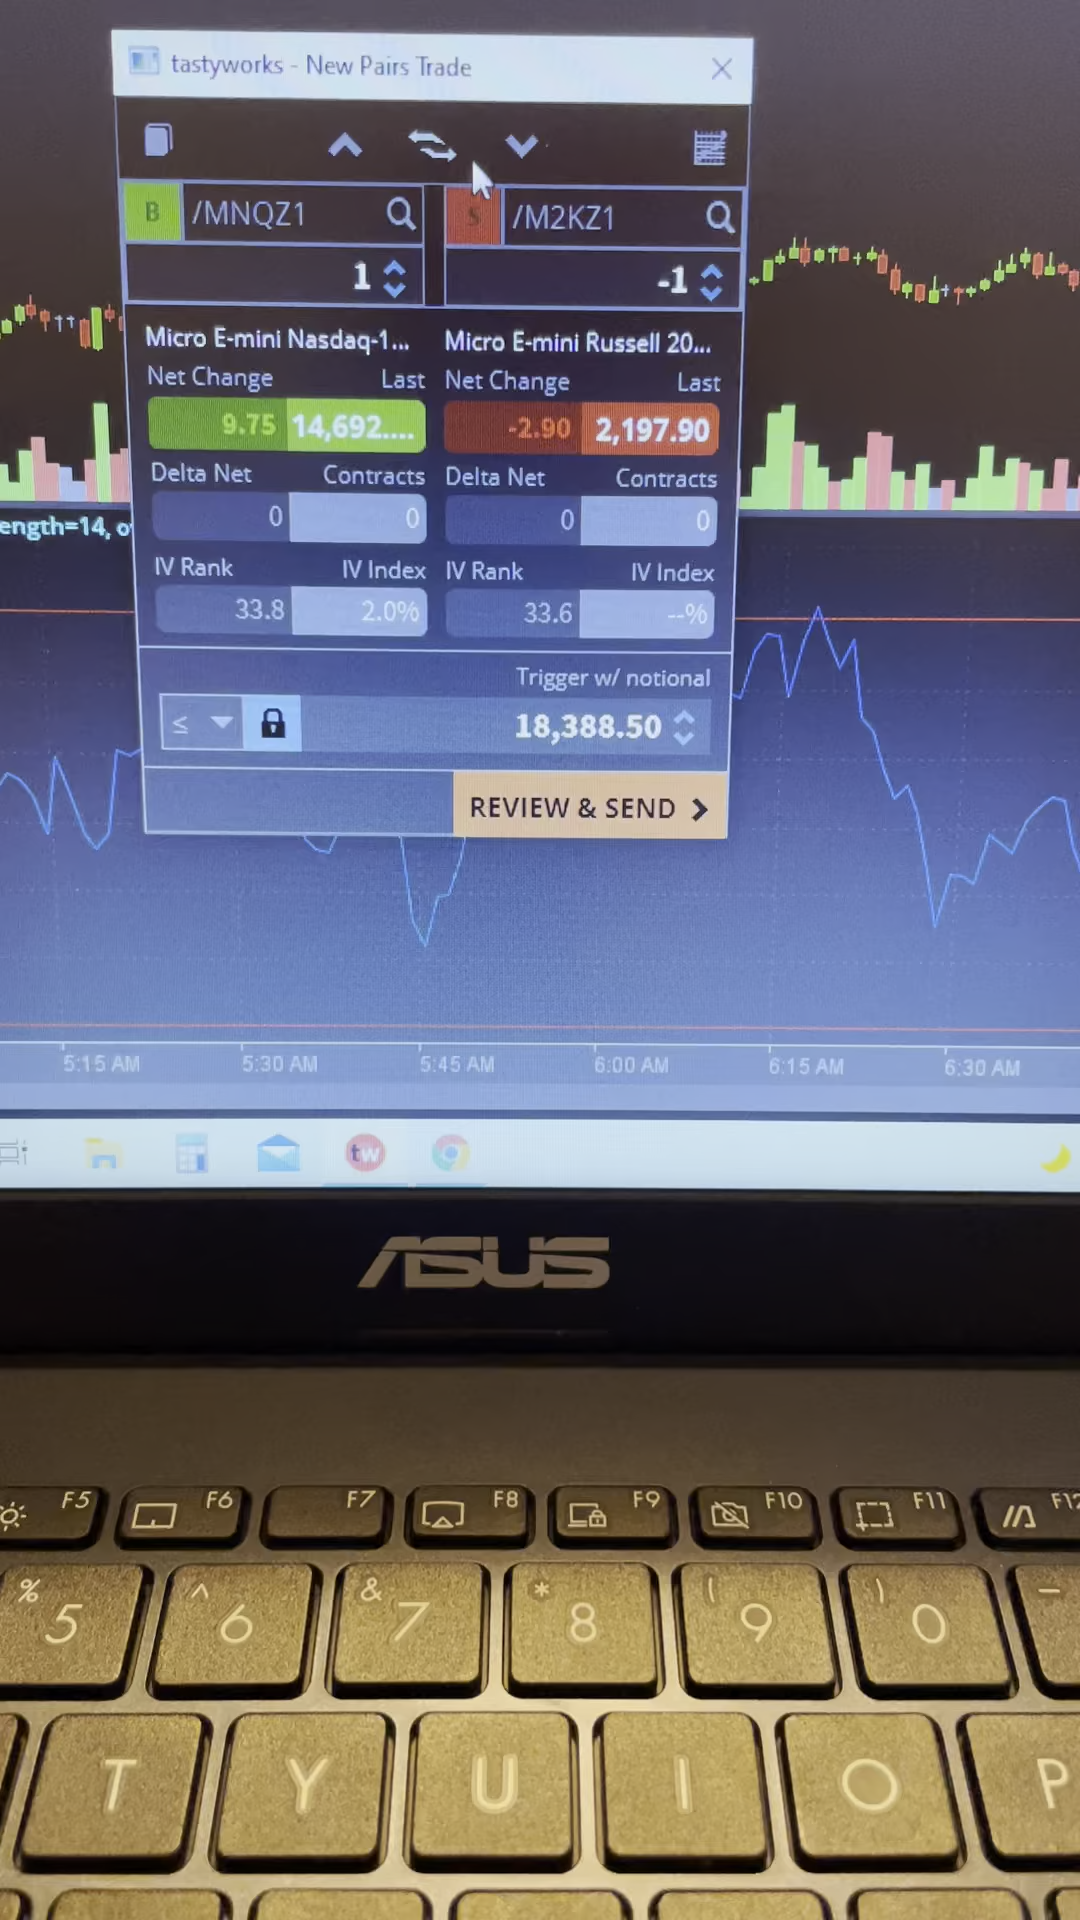 tastyworks - New Pairs Trade
B /MNQZ1 S /M2KZ1
1 -1
Micro E-mini Nasdaq-1... Micro E-mini Russell 20...
Net Change Last Net Change Last
9.75 14,692.... -2.90 2,197.90
Delta Net Contracts Delta Net Contracts
0 0 0 0
ength=14, o
IV Rank IV Index IV Rank IV Index
33.8 2.0% 33.6 --%
Trigger w/ notional
≤ 18,388.50
REVIEW & SEND
5:15 AM 5:30 AM 5:45 AM 6:00 AM 6:15 AM 6:30 AM
tw
ASUS
F5 F6 F7 F8 F9 F10 F11 F12
% ^ & * ( ) –
5 6 7 8 9 0
T Y U I O P